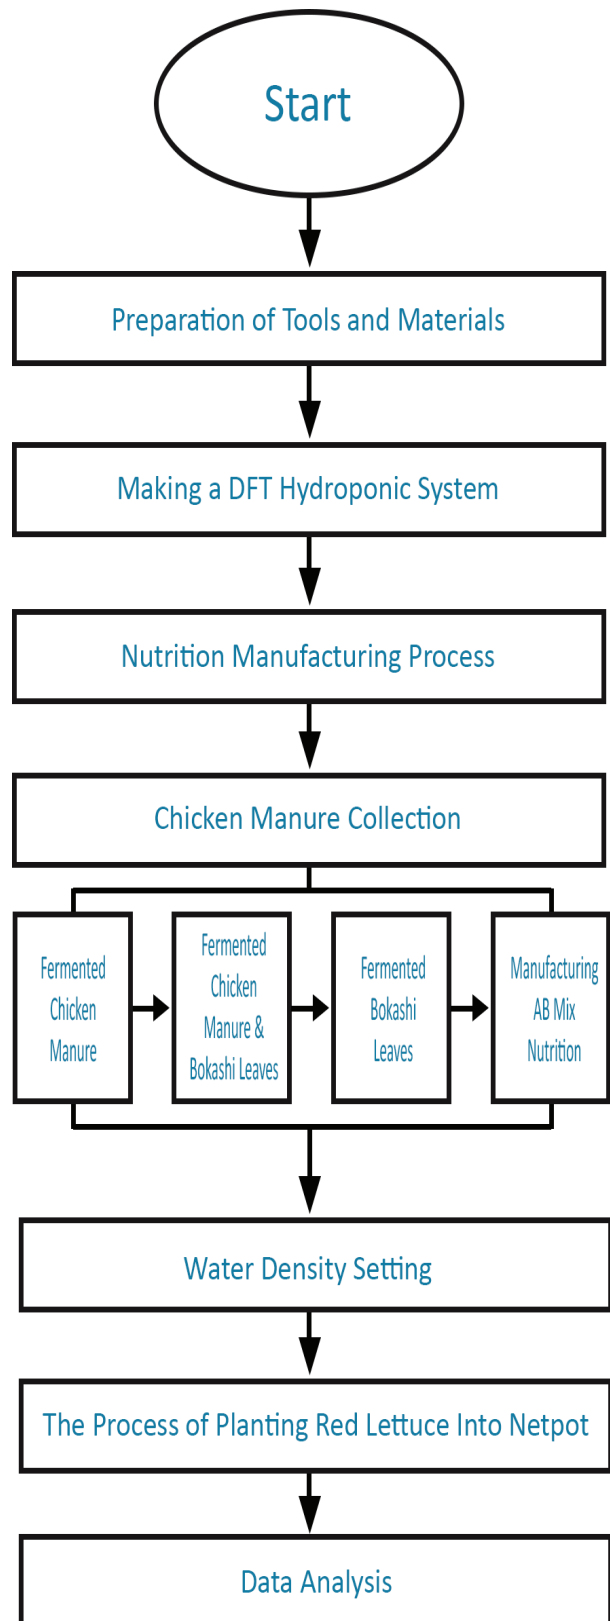 Start
Preparation of Tools and Materials
Making a DFT Hydroponic System
Nutrition Manufacturing Process
Chicken Manure Collection
Fermented
Chicken
Manure
Fermented
Chicken
Manure &
Bokashi Leaves
Fermented
Bokashi
Leaves
Manufacturing
AB Mix
Nutrition
Water Density Setting
The Process of Planting Red Lettuce Into Netpot
Data Analysis